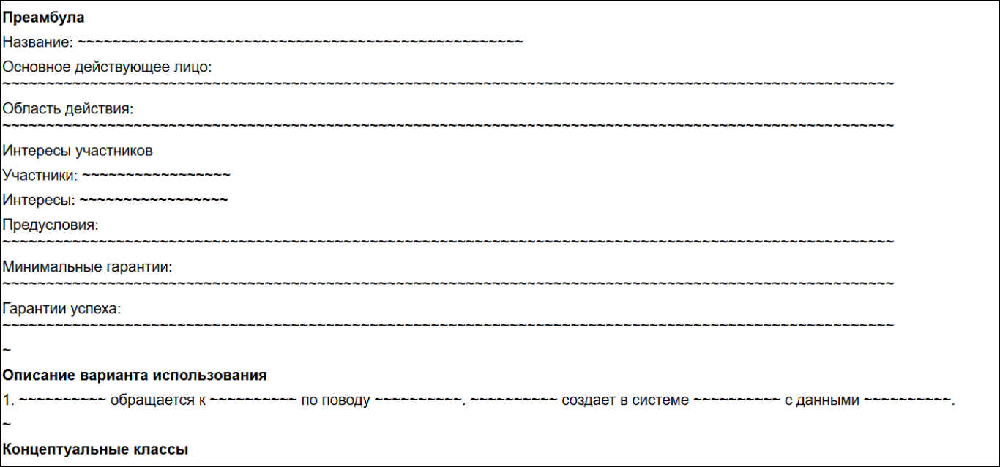 Преамбула
Название: ~~~~~~~~~~~~~~~~~~~~~~~~~~~~~~~~~~~~~~~~~~~~~~~~~~~
Основное действующее лицо:
~~~~~~~~~~~~~~~~~~~~~~~~~~~~~~~~~~~~~~~~~~~~~~~~~~~~~~~~~~~~~~~~~~~~~~~~~~~~~~~~~~~~~~~~~~~~~~~~~~~~~~
Область действия:
~~~~~~~~~~~~~~~~~~~~~~~~~~~~~~~~~~~~~~~~~~~~~~~~~~~~~~~~~~~~~~~~~~~~~~~~~~~~~~~~~~~~~~~~~~~~~~~~~~~~~~
Интересы участников
Участники: ~~~~~~~~~~~~~~~~~
Интересы: ~~~~~~~~~~~~~~~~~
Предусловия:
~~~~~~~~~~~~~~~~~~~~~~~~~~~~~~~~~~~~~~~~~~~~~~~~~~~~~~~~~~~~~~~~~~~~~~~~~~~~~~~~~~~~~~~~~~~~~~~~~~~~~~
Минимальные гарантии:
~~~~~~~~~~~~~~~~~~~~~~~~~~~~~~~~~~~~~~~~~~~~~~~~~~~~~~~~~~~~~~~~~~~~~~~~~~~~~~~~~~~~~~~~~~~~~~~~~~~~~~
Гарантии успеха:
~~~~~~~~~~~~~~~~~~~~~~~~~~~~~~~~~~~~~~~~~~~~~~~~~~~~~~~~~~~~~~~~~~~~~~~~~~~~~~~~~~~~~~~~~~~~~~~~~~~~~~
~
Описание варианта использования
1. ~~~~~~~~~~ обращается к ~~~~~~~~~~ по поводу ~~~~~~~~~~. ~~~~~~~~~~ создает в системе ~~~~~~~~~~ с данными ~~~~~~~~~~.
~
Концептуальные классы